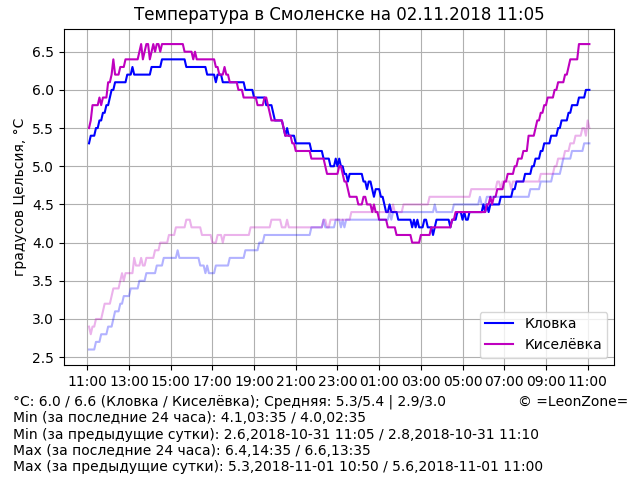 Температура в Смоленске на 02.11.2018 11:05
градусов Цельсия, °C
6.5
6.0
5.5
5.0
4.5
4.0
3.5
3.0
2.5
Кловка
Киселёвка
11:00 13:00 15:00 17:00 19:00 21:00 23:00 01:00 03:00 05:00 07:00 09:00 11:00
°C: 6.0 / 6.6 (Кловка / Киселёвка); Средняя: 5.3/5.4 | 2.9/3.0 © =LeonZone=
Min (за последние 24 часа): 4.1,03:35 / 4.0,02:35
Min (за предыдущие сутки): 2.6,2018-10-31 11:05 / 2.8,2018-10-31 11:10
Max (за последние 24 часа): 6.4,14:35 / 6.6,13:35
Max (за предыдущие сутки): 5.3,2018-11-01 10:50 / 5.6,2018-11-01 11:00